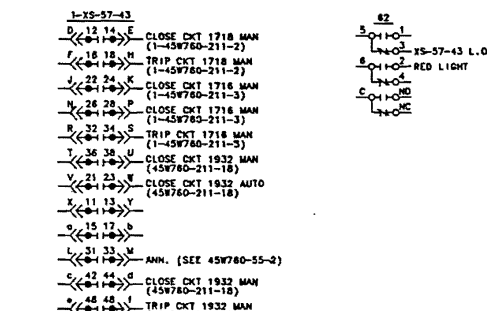 1-XS-57-43
D 12 14 E CLOSE CKT 1718 MAN
(1-45W760-211-2)
F 16 18 H TRIP CKT 1718 MAN
(1-45W760-211-2)
J 22 24 K CLOSE CKT 1716 MAN
(1-45W760-211-3)
N 26 28 P CLOSE CKT 1716 MAN
(1-45W760-211-3)
R 32 34 S TRIP CKT 1716 MAN
(1-45W760-211-3)
T 36 38 U CLOSE CKT 1932 MAN
(45W760-211-18)
V 21 23 W CLOSE CKT 1932 AUTO
(45W760-211-18)
X 11 13 Y
a 15 17 b
L 31 33 M ANN. (SEE 45W760-55-2)
c 42 44 d CLOSE CKT 1932 MAN
(45W760-211-18)
e 46 48 f TRIP CKT 1932 MAN
62
5 1
3 XS-57-43 L.O
6 2 RED LIGHT
4
C NO
NC